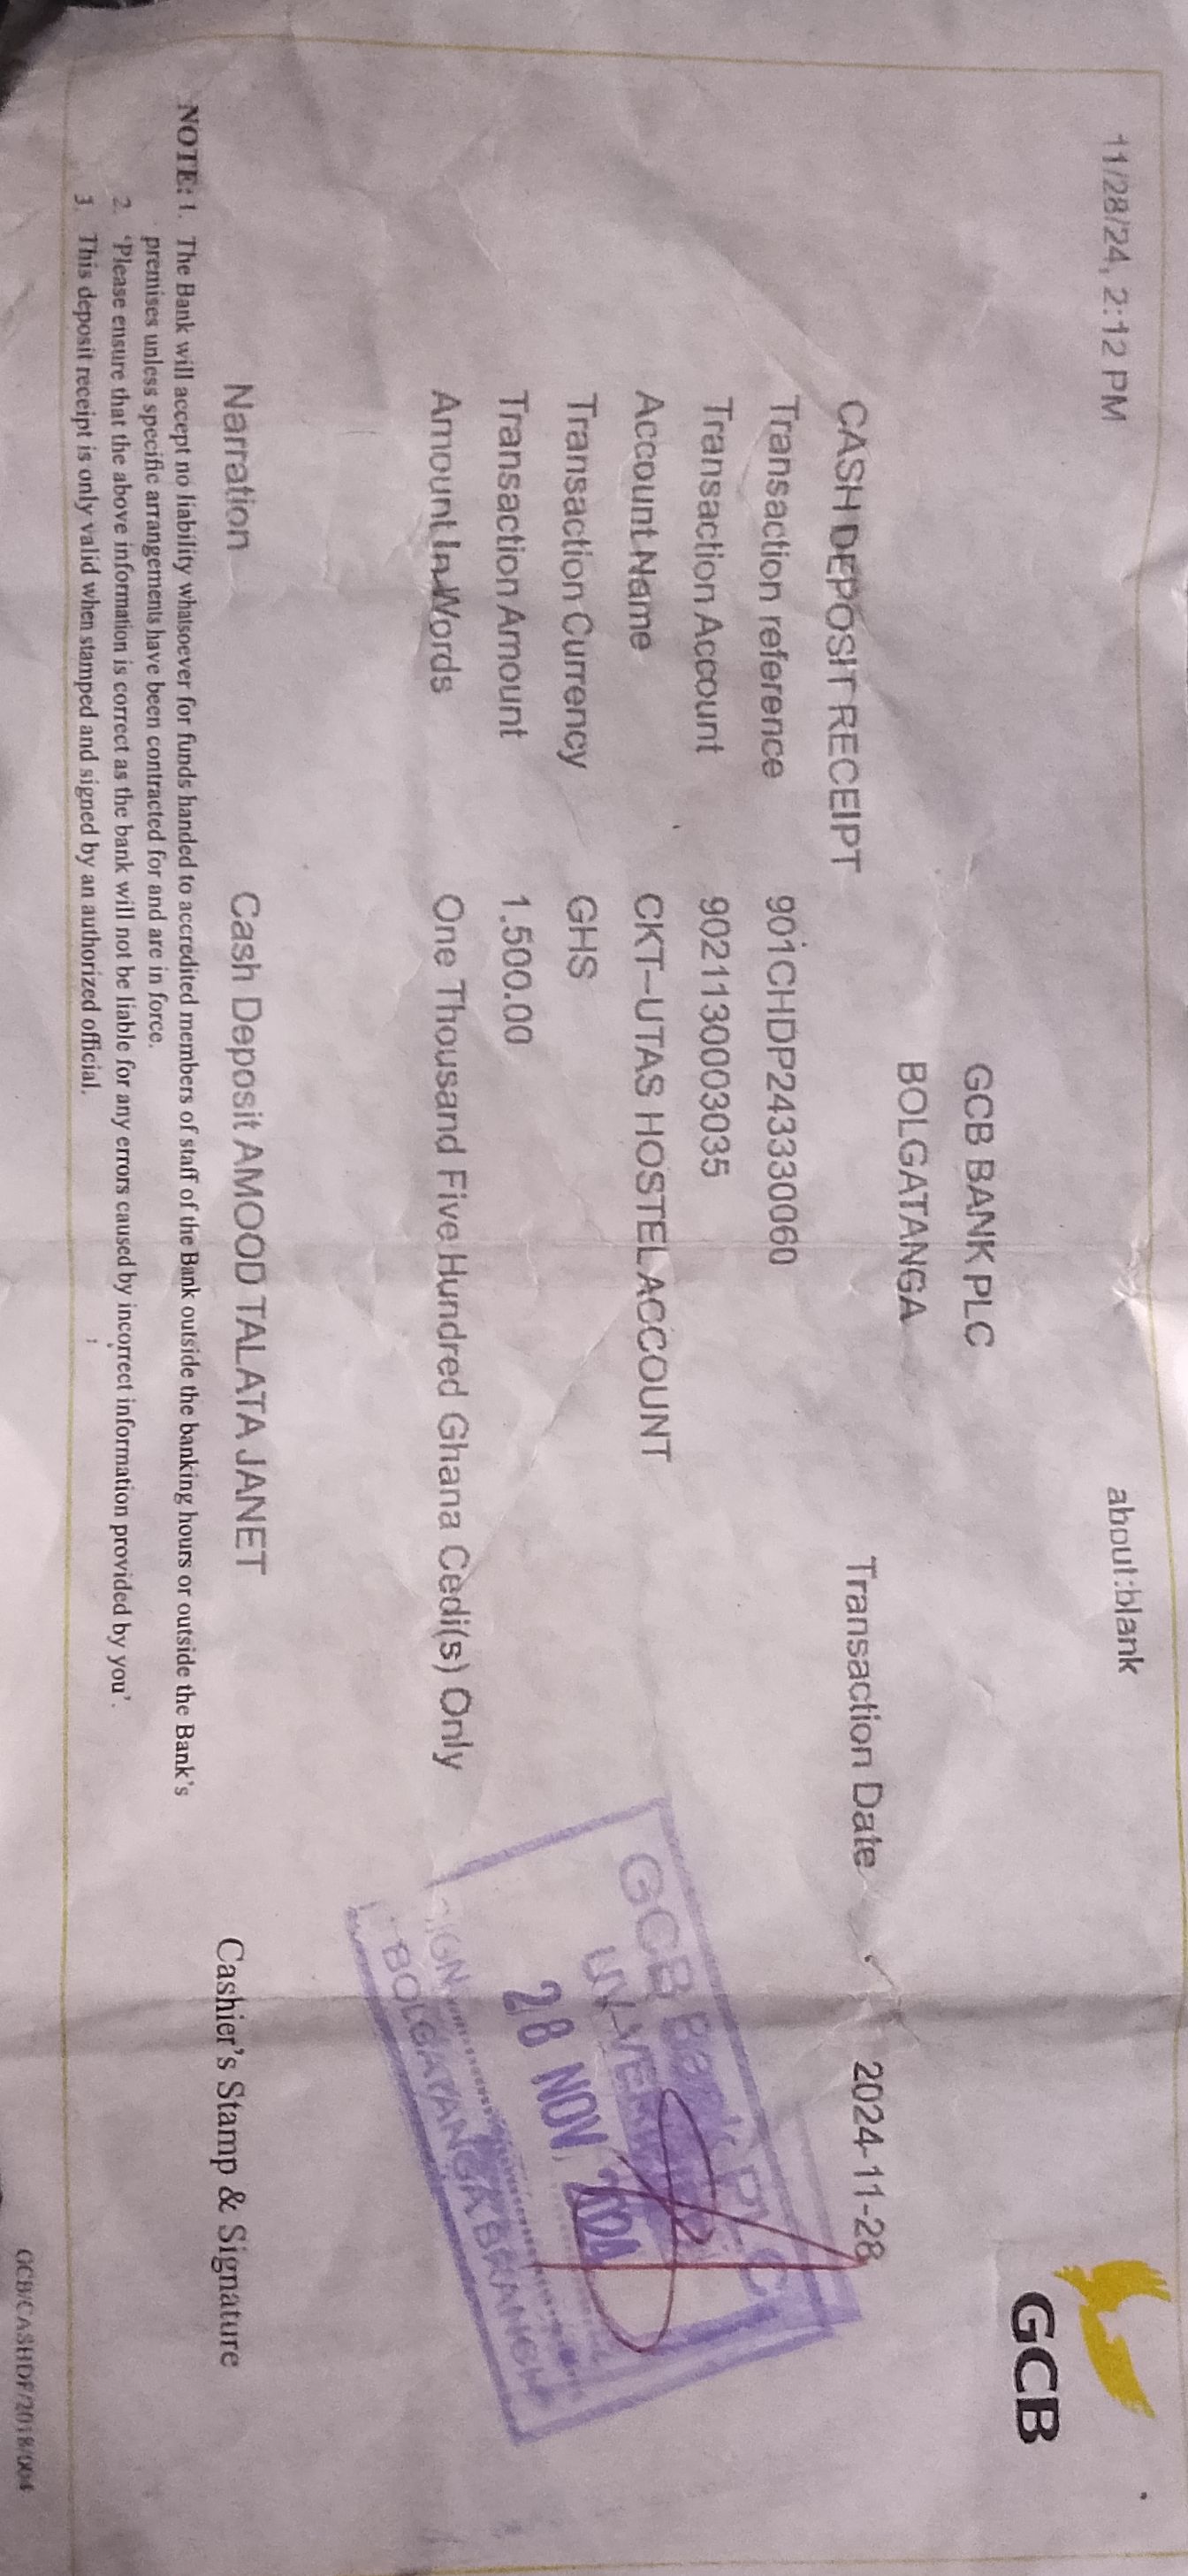 11/28/24, 2:12 PM about:blank
GCB
GCB BANK PLC
BOLGATANGA
CASH DEPOSIT RECEIPT Transaction Date 2024-11-28
Transaction reference 901CHDP243330060
Transaction Account 9021130003035
Account Name CKT-UTAS HOSTEL ACCOUNT
Transaction Currency GHS
Transaction Amount 1.500.00
Amount In Words One Thousand Five Hundred Ghana Cedi(s) Only
GCB Bank PLC
28 NOV 2024
SIGN
BOLGATANGA BRANCH
Narration Cash Deposit AMOOD TALATA JANET
Cashier's Stamp & Signature
NOTE: 1. The Bank will accept no liability whatsoever for funds handed to accredited members of staff of the Bank outside the banking hours or outside the Bank's
premises unless specific arrangements have been contracted for and are in force.
2. 'Please ensure that the above information is correct as the bank will not be liable for any errors caused by incorrect information provided by you'.
3. This deposit receipt is only valid when stamped and signed by an authorized official.
GCB/CASHDP/2018/004